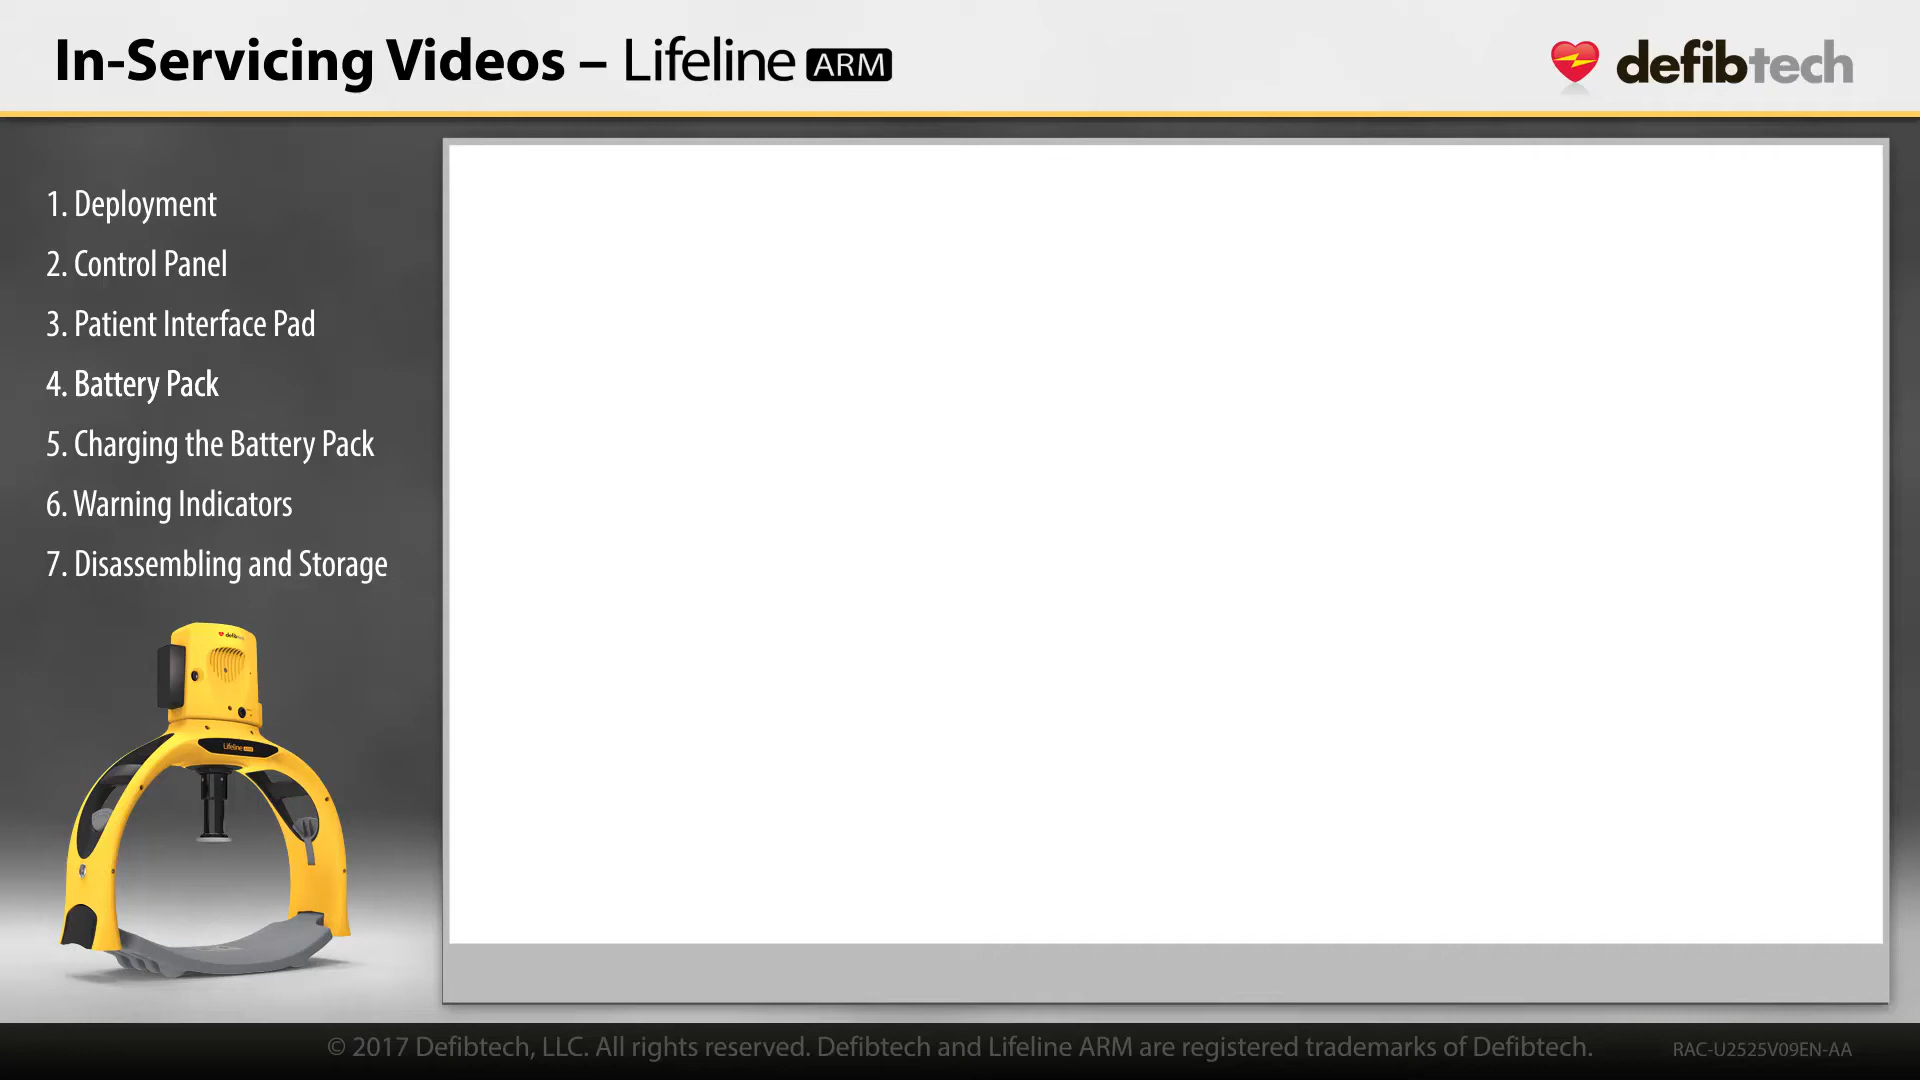 In-Servicing Videos – Lifeline ARM
defibtech
1. Deployment
2. Control Panel
3. Patient Interface Pad
4. Battery Pack
5. Charging the Battery Pack
6. Warning Indicators
7. Disassembling and Storage
defibtech
Lifeline ARM
© 2017 Defibtech, LLC. All rights reserved. Defibtech and Lifeline ARM are registered trademarks of Defibtech.
RAC-U2525V09EN-AA